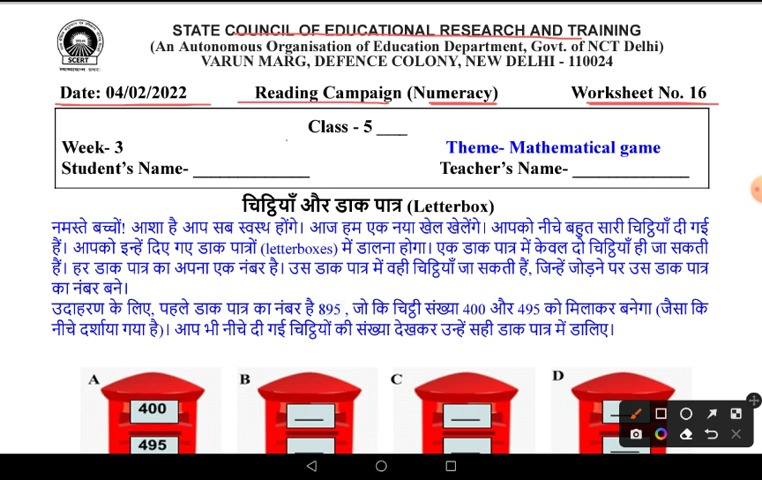 STATE COUNCIL OF EDUCATIONAL RESEARCH AND TRAINING
(An Autonomous Organisation of Education Department, Govt. of NCT Delhi)
VARUN MARG, DEFENCE COLONY, NEW DELHI - 110024
SCERT
Date: 04/02/2022 Reading Campaign (Numeracy) Worksheet No. 16
Class - 5 ____
Week- 3 Theme- Mathematical game
Student's Name- _____________ Teacher's Name- _____________
चिट्ठियाँ और डाक पात्र (Letterbox)
नमस्ते बच्चों! आशा है आप सब स्वस्थ होंगे। आज हम एक नया खेल खेलेंगे। आपको नीचे बहुत सारी चिट्ठियाँ दी गई
हैं। आपको इन्हें दिए गए डाक पात्रों (letterboxes) में डालना होगा। एक डाक पात्र में केवल दो चिट्ठियाँ ही जा सकती
हैं। हर डाक पात्र का अपना एक नंबर है। उस डाक पात्र में वही चिट्ठियाँ जा सकती हैं, जिन्हें जोड़ने पर उस डाक पात्र
का नंबर बने।
उदाहरण के लिए, पहले डाक पात्र का नंबर है 895 , जो कि चिट्ठी संख्या 400 और 495 को मिलाकर बनेगा (जैसा कि
नीचे दर्शाया गया है)। आप भी नीचे दी गई चिट्ठियों की संख्या देखकर उन्हें सही डाक पात्र में डालिए।
A B C D
400
495